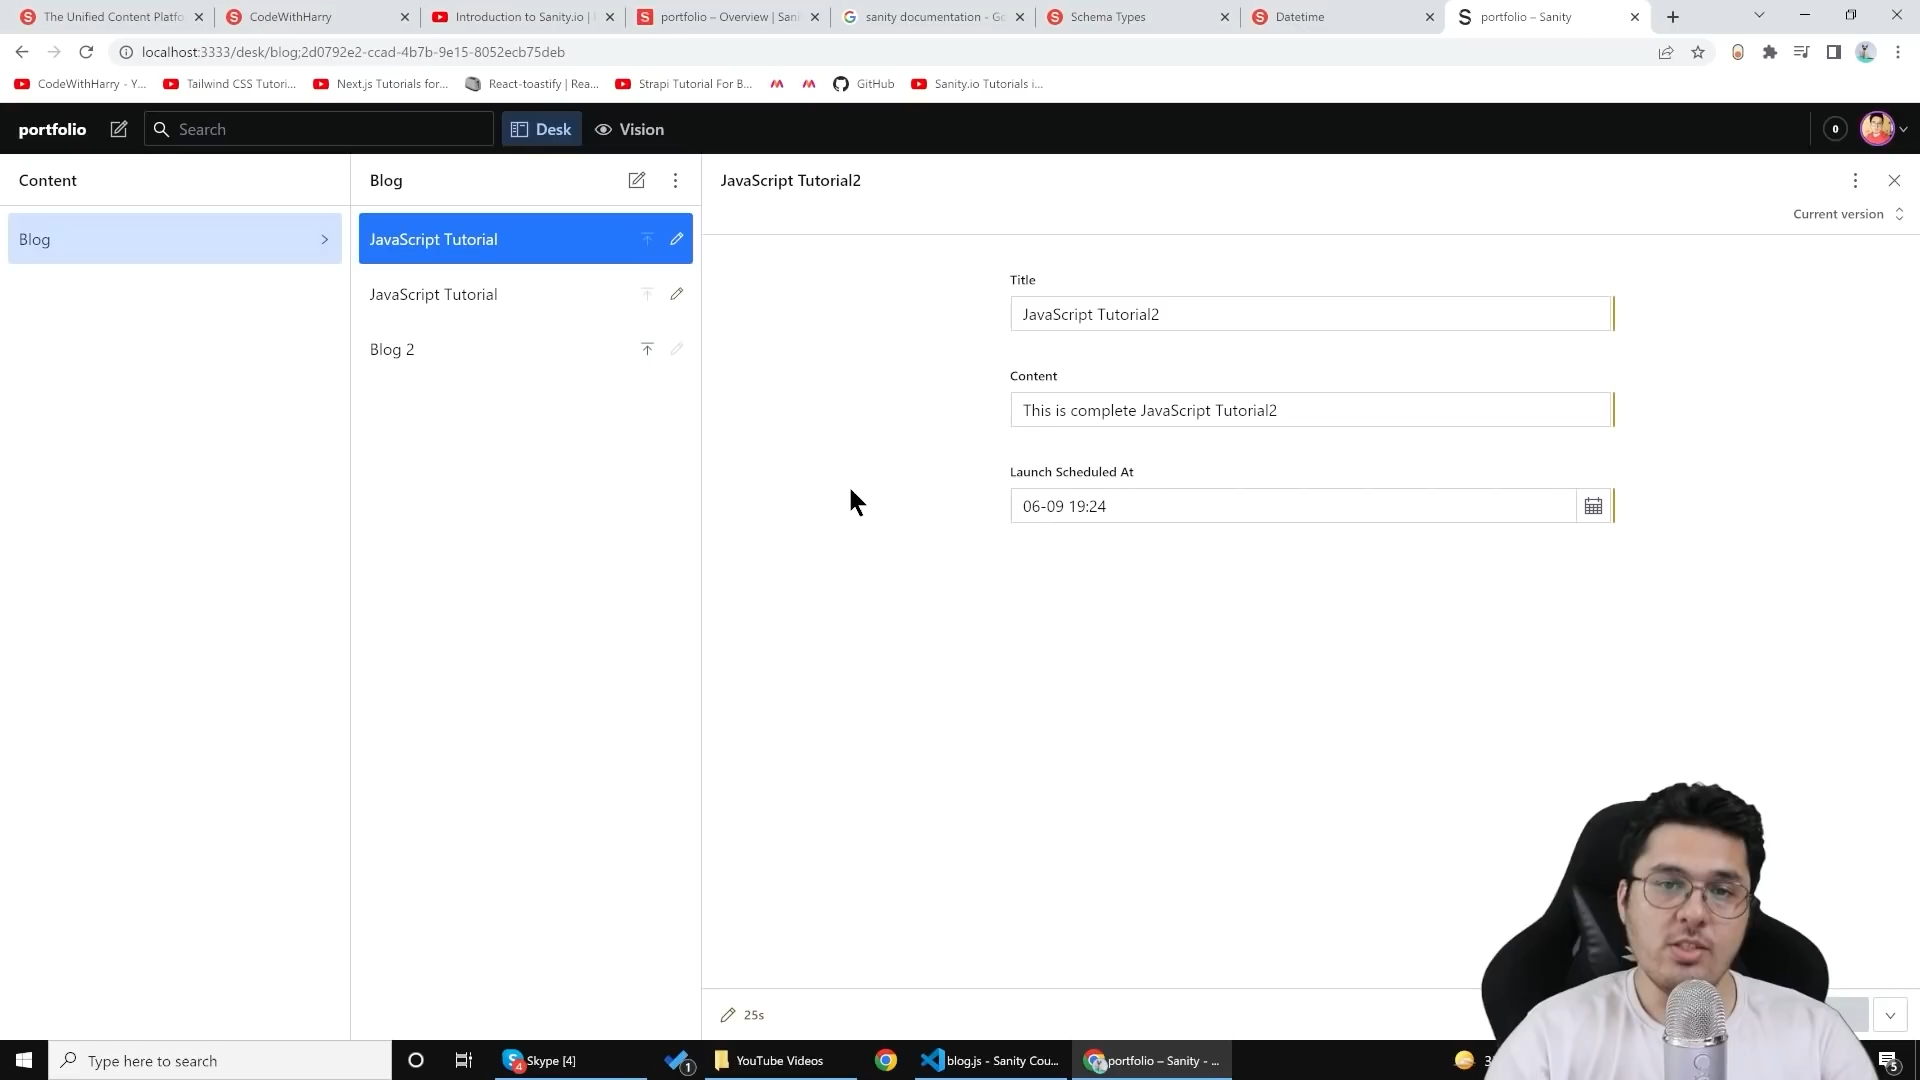 The Unified Content Platfo
CodeWithHarry
Introduction to Sanity.io |
portfolio – Overview | Sani
sanity documentation - Go
Schema Types
Datetime
portfolio – Sanity
localhost:3333/desk/blog;2d0792e2-ccad-4b7b-9e15-8052ecb75deb
CodeWithHarry - Y...
Tailwind CSS Tutori...
Next.js Tutorials for...
React-toastify | Rea...
Strapi Tutorial For B...
GitHub
Sanity.io Tutorials i...
portfolio
Search
Desk
Vision
0
Content
Blog
JavaScript Tutorial2
Current version
Blog
JavaScript Tutorial
JavaScript Tutorial
Blog 2
Title
JavaScript Tutorial2
Content
This is complete JavaScript Tutorial2
Launch Scheduled At
06-09 19:24
25s
Type here to search
Skype [4]
4
1
YouTube Videos
blog.js - Sanity Cou...
portfolio – Sanity - ...
5